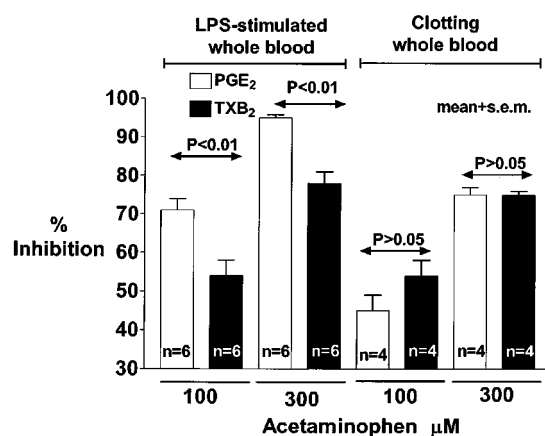 LPS-stimulated
whole blood
Clotting
whole blood
PGE₂
TXB₂
mean+s.e.m.
P<0.01
P<0.01
P>0.05
P>0.05
%
Inhibition
100
90
80
70
60
50
40
30
n=6
n=6
n=6
n=6
n=4
n=4
n=4
n=4
100
300
100
300
Acetaminophen μM